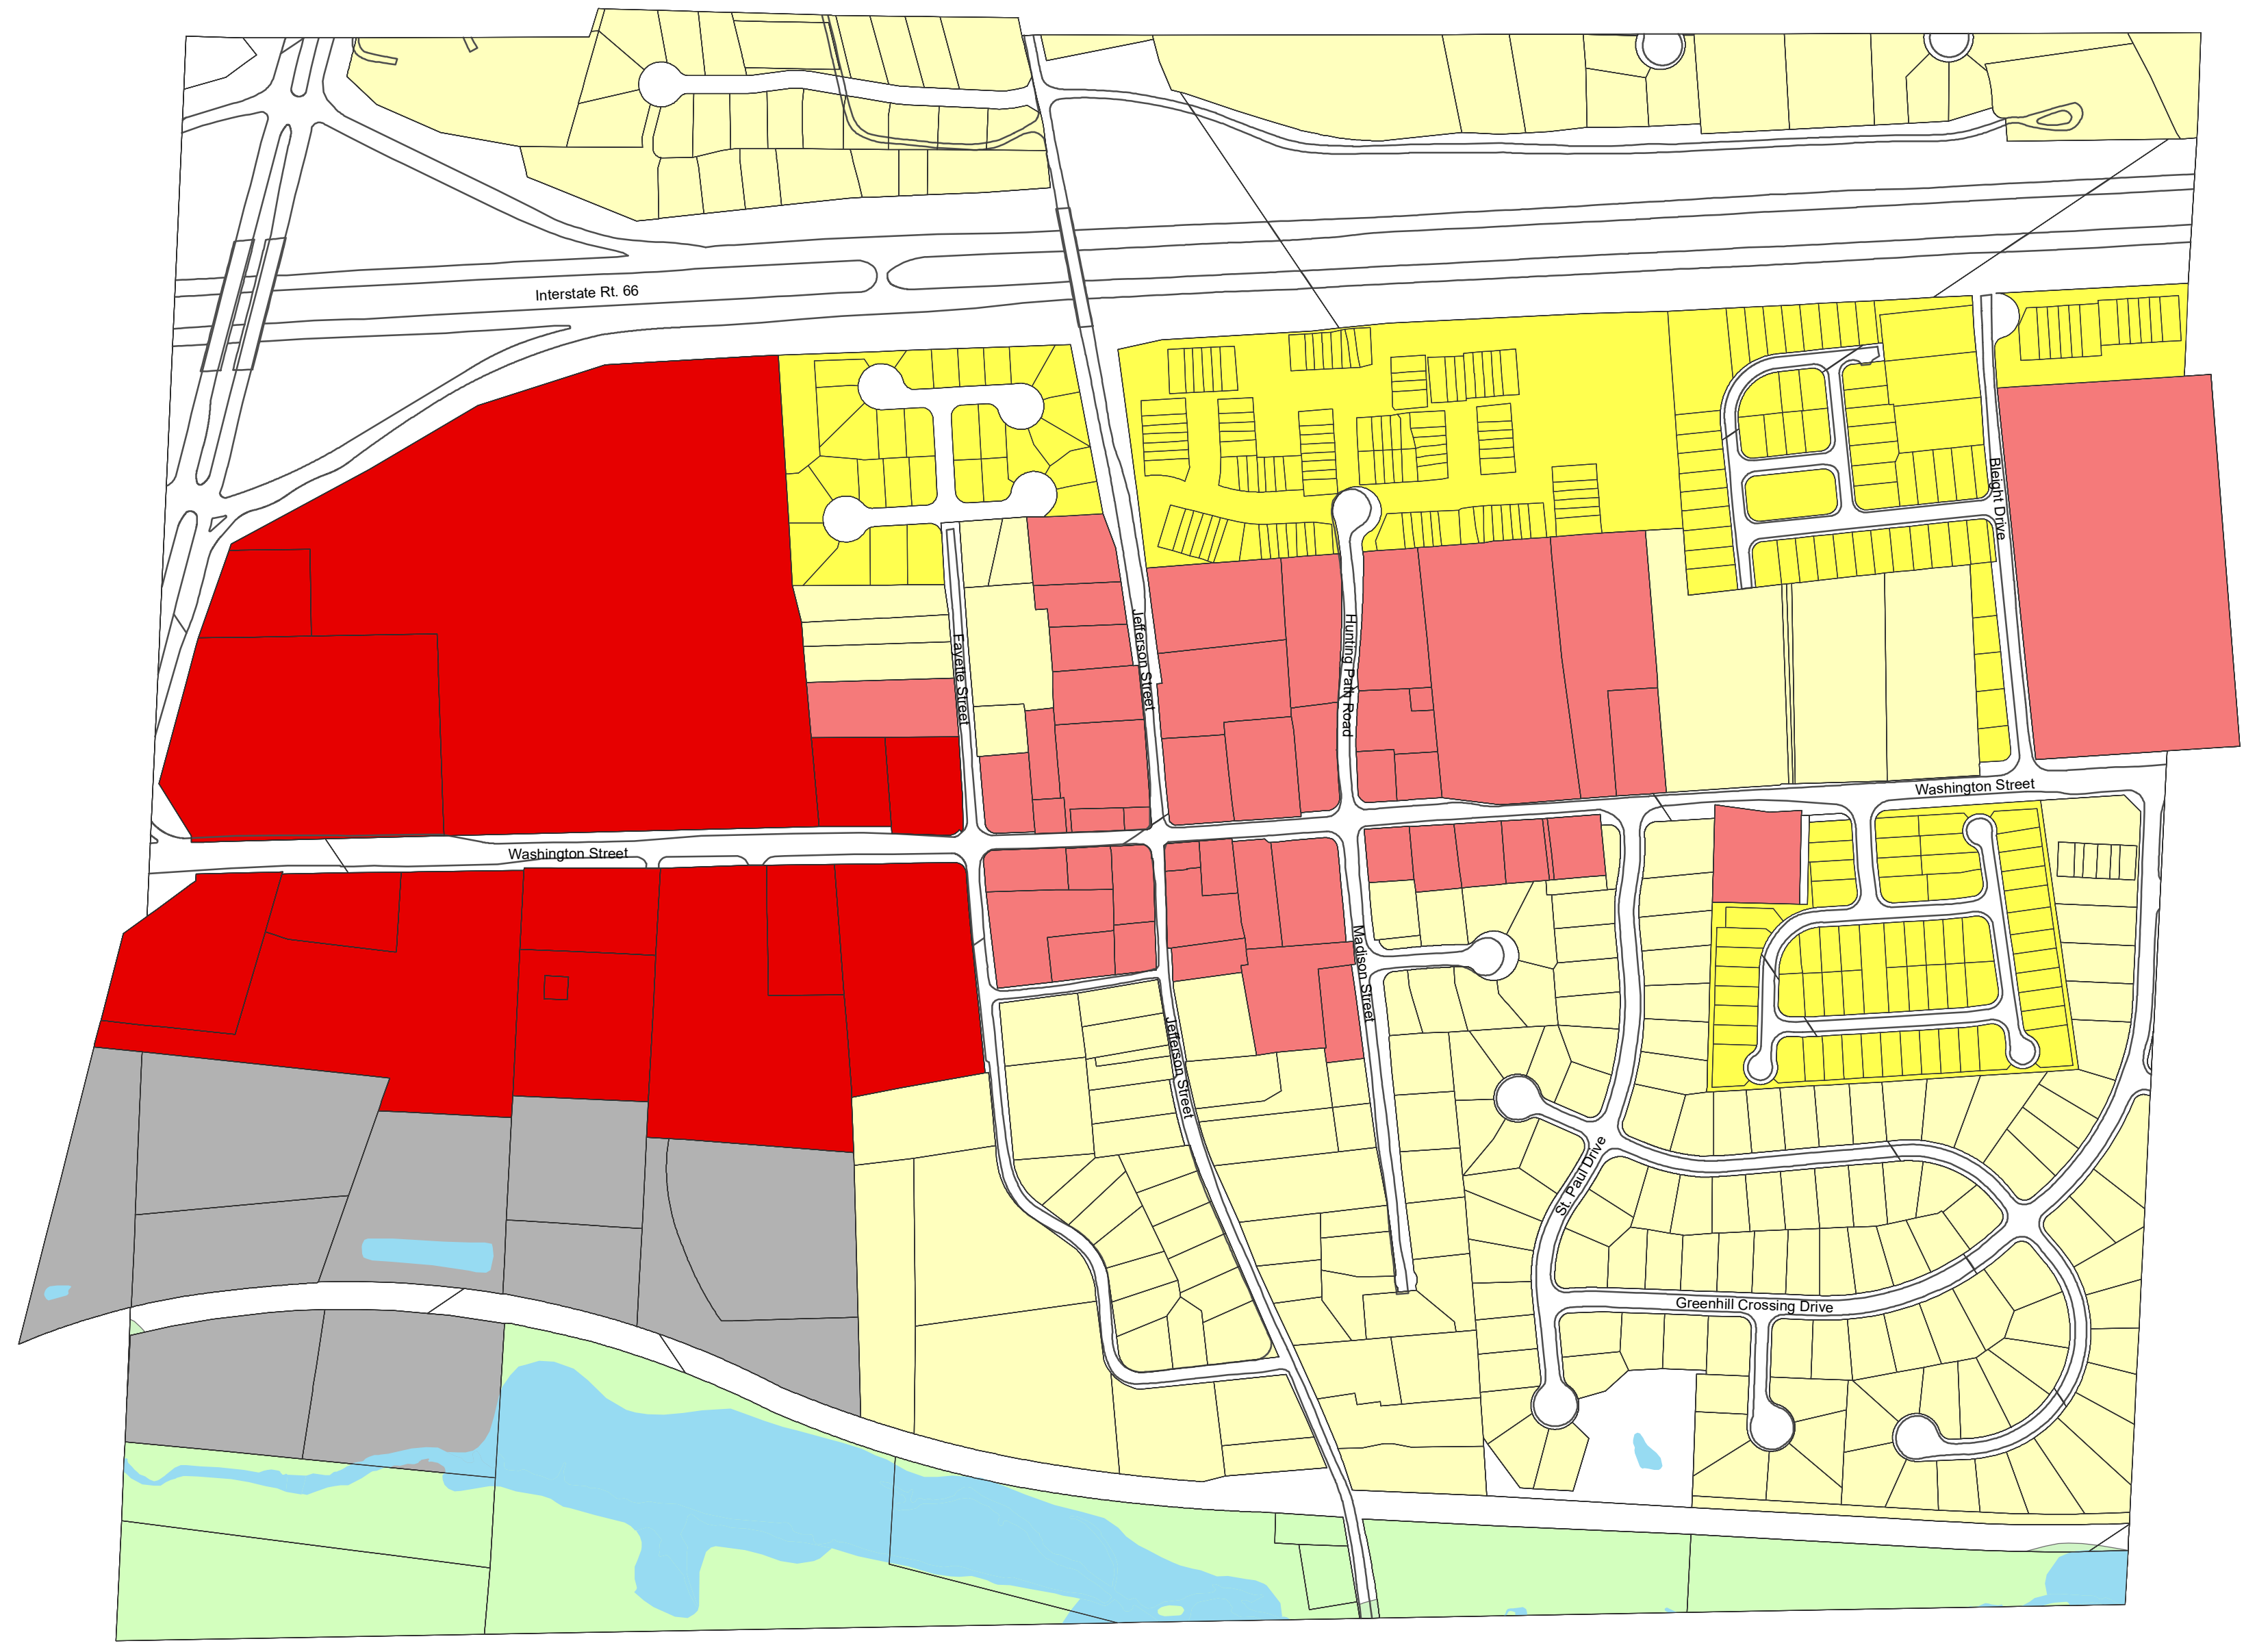 Interstate Rt. 66
Bleight Drive
Fayette Street
Jefferson Street
Hunting Path Road
Washington Street
Washington Street
Madison Street
Jefferson Street
St. Paul Drive
Greenhill Crossing Drive